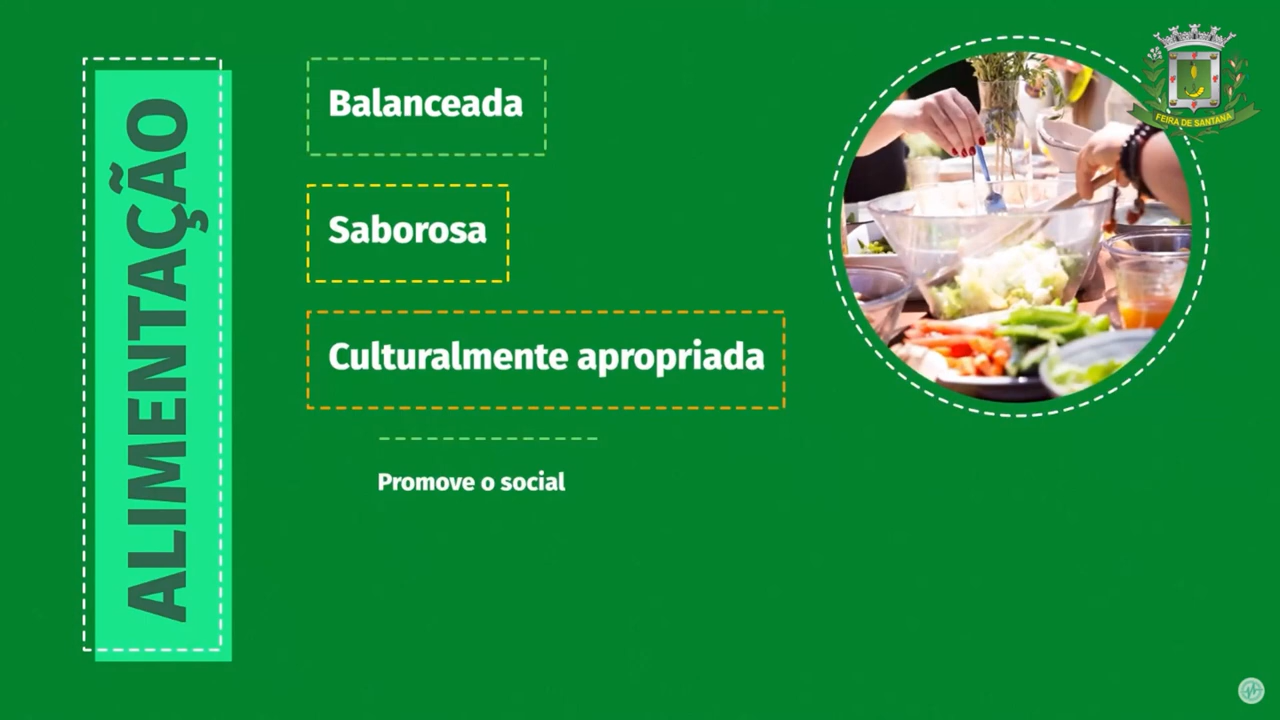 ALIMENTAÇÃO
Balanceada
Saborosa
Culturalmente apropriada
Promove o social
FEIRA DE SANTANA